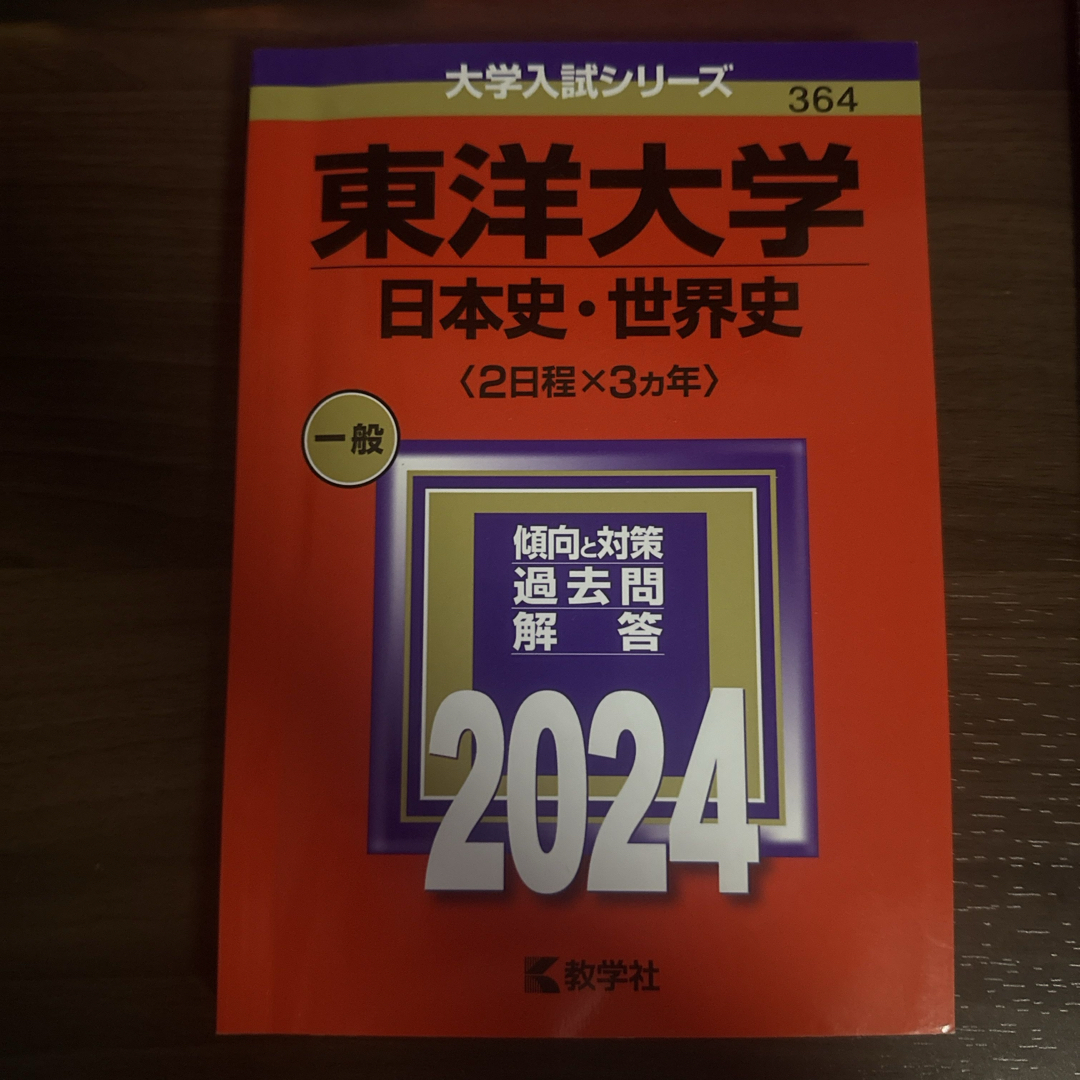 大学入試シリーズ
364
東洋大学
日本史・世界史
〈2日程×3ヵ年〉
一般
傾向と対策
過去問
解答
2024
教学社